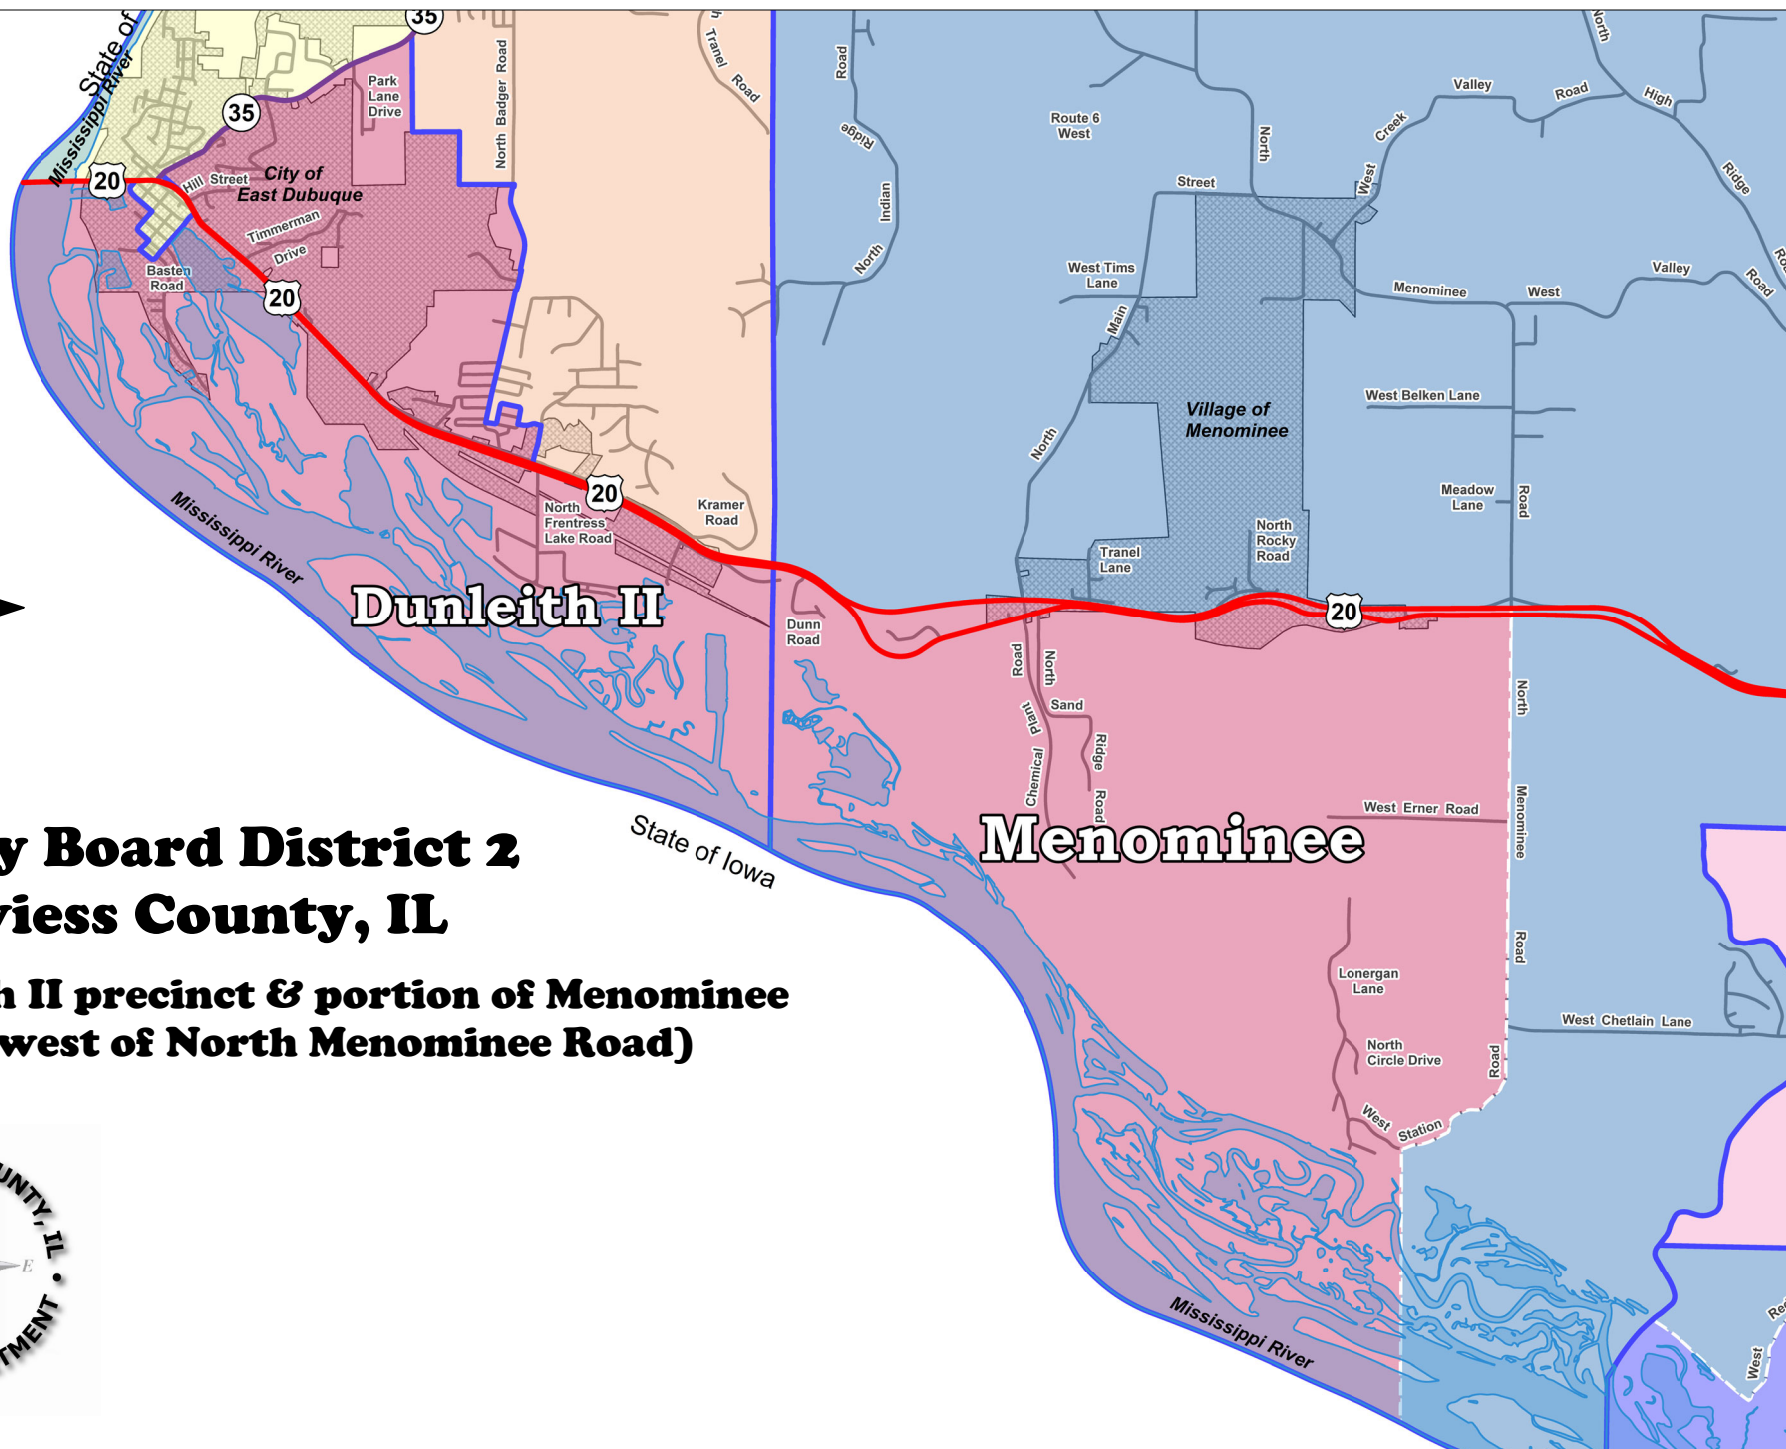 State of
Mississippi River
35
35
20
Park
Lane
Drive
North Badger Road
Tranel
Road
Hill Street
City of
East Dubuque
Timmerman
Drive
Basten
Road
20
Road
Ridge
Indian
North
Route 6
West
North
Valley
Road
High
North
Creek
West
Ridge
Street
West Tims
Lane
Main
North
Menominee
West
Valley
Road
West Belken Lane
Village of
Menominee
Meadow
Lane
Road
North
Rocky
Road
Tranel
Lane
20
North
Frentress
Lake Road
Kramer
Road
Mississippi River
Dunleith II
Dunn
Road
20
Road
North
Plant
Chemical
Sand
Ridge
Road
North
Menominee
Road
West Erner Road
Menominee
State of Iowa
y Board District 2
viess County, IL
h II precinct & portion of Menominee
west of North Menominee Road)
Lonergan
Lane
North
Circle Drive
Road
West Chetlain Lane
West
Station
UNTY, IL •
TMENT
E
Mississippi River
West